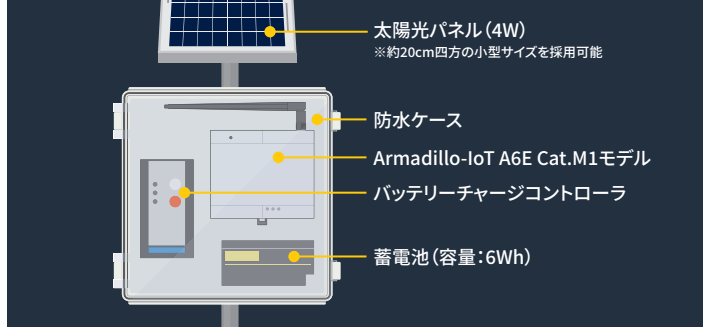 太陽光パネル(4W)
※約20cm四方の小型サイズを採用可能
防水ケース
Armadillo-IoT A6E Cat.M1モデル
バッテリーチャージコントローラ
蓄電池(容量：6Wh)